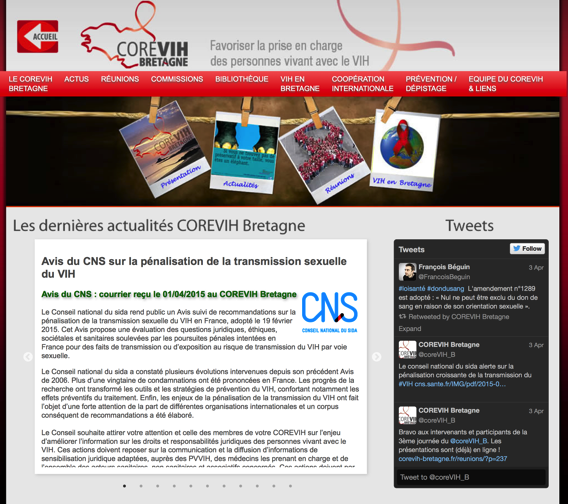 ACCUEIL
COREVIH
BRETAGNE
Favoriser la prise en charge
des personnes vivant avec le VIH
LE COREVIH BRETAGNE
ACTUS
RÉUNIONS
COMMISSIONS
BIBLIOTHÈQUE
VIH EN BRETAGNE
COOPÉRATION INTERNATIONALE
PRÉVENTION / DÉPISTAGE
EQUIPE DU COREVIH & LIENS
Présentation
Actualités
Réunions
VIH en Bretagne
Les dernières actualités COREVIH Bretagne
Avis du CNS sur la pénalisation de la transmission sexuelle
du VIH
Avis du CNS : courrier reçu le 01/04/2015 au COREVIH Bretagne
CNS
CONSEIL NATIONAL DU SIDA
Le Conseil national du sida rend public un Avis suivi de recommandations sur la
pénalisation de la transmission sexuelle du VIH en France, adopté le 19 février
2015. Cet Avis propose une évaluation des questions juridiques, éthiques,
sociétales et sanitaires soulevées par les poursuites pénales intentées en
France pour des faits de transmission ou d'exposition au risque de transmission du VIH par voie
sexuelle.
Le Conseil national du sida a constaté plusieurs évolutions intervenues depuis son précédent Avis
de 2006. Plus d'une vingtaine de condamnations ont été prononcées en France. Les progrès de la
recherche ont transformé les outils et les stratégies de prévention du VIH, confortant notamment les
effets préventifs du traitement. Enfin, les enjeux de la pénalisation de la transmission du VIH ont fait
l'objet d'une forte attention de la part de différentes organisations internationales et un corpus
conséquent de recommandations a été élaboré.
Le Conseil souhaite attirer votre attention et celle des membres de votre COREVIH sur l'enjeu
d'améliorer l'information sur les droits et responsabilités juridiques des personnes vivant avec le
VIH. Ces actions doivent reposer sur la communication et la diffusion d'informations de
sensibilisation juridique adaptées, auprès des PVVIH, des médecins les prenant en charge et de
Tweets
Tweets
Follow
François Béguin
3 Apr
@FrancoisBeguin
#loisanté #dondusang L'amendement n°1289
est adopté : « Nul ne peut être exclu du don de
sang en raison de son orientation sexuelle ».
Retweeted by COREVIH Bretagne
Expand
COREVIH Bretagne
3 Apr
@coreVIH_B
Le conseil national du sida alerte sur la
pénalisation croissante de la transmission du
#VIH cns.sante.fr/IMG/pdf/2015-0…
COREVIH Bretagne
3 Apr
@coreVIH_B
Bravo aux intervenants et participants de la
3ème journée du @coreVIH_B. Les
présentations sont (déjà) en ligne !
corevih-bretagne.fr/reunions/?p=237
Tweet to @coreVIH_B